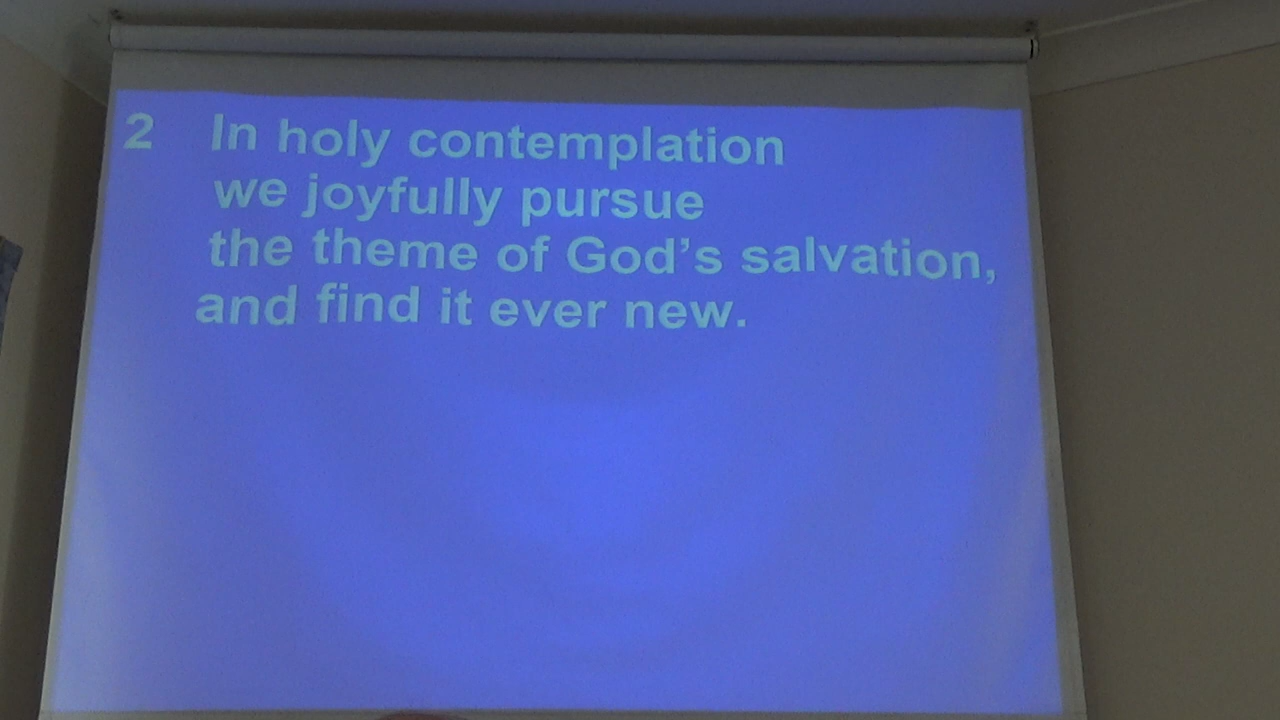 2 In holy contemplation
we joyfully pursue
the theme of God’s salvation,
and find it ever new.